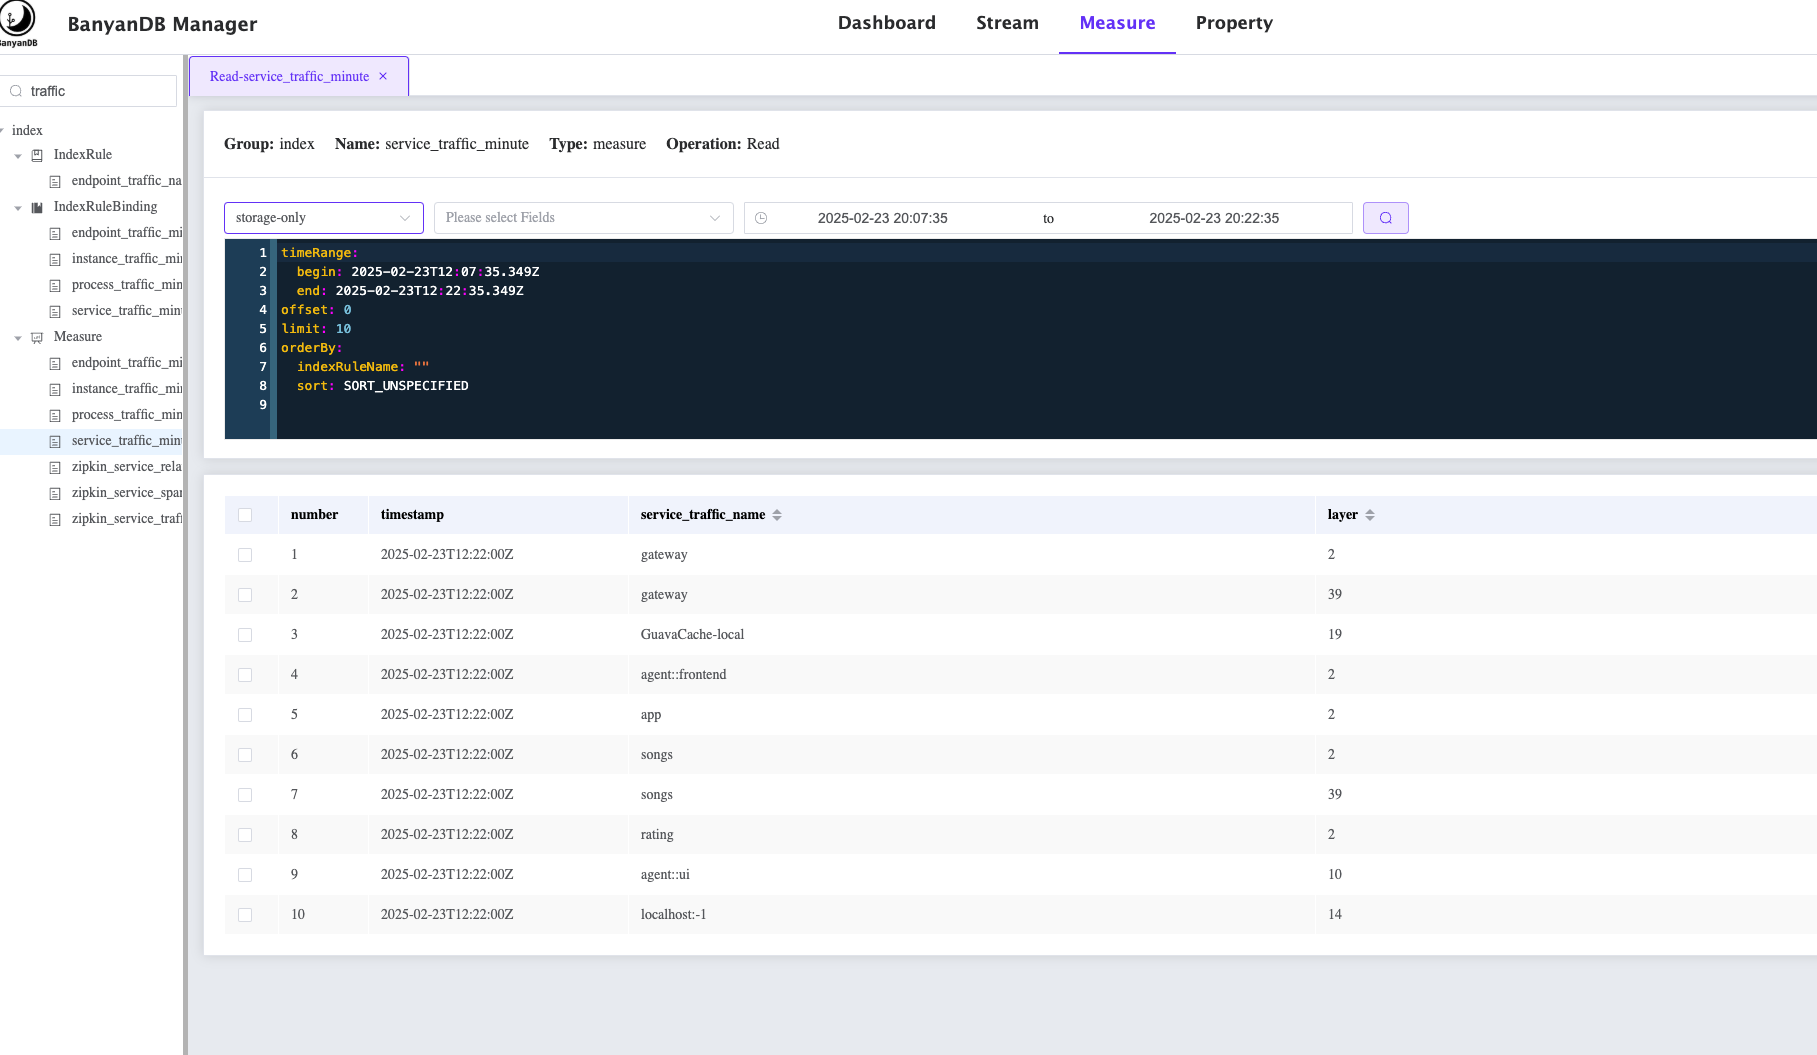 BanyanDB Manager
Dashboard Stream Measure Property
traffic
index
IndexRule
endpoint_traffic_na
IndexRuleBinding
endpoint_traffic_mi
instance_traffic_min
process_traffic_min
service_traffic_min
Measure
endpoint_traffic_mi
instance_traffic_min
process_traffic_min
service_traffic_min
zipkin_service_rela
zipkin_service_spa
zipkin_service_traf
Read-service_traffic_minute ×
Group: index Name: service_traffic_minute Type: measure Operation: Read
storage-only Please select Fields 2025-02-23 20:07:35 to 2025-02-23 20:22:35
1 timeRange:
2 begin: 2025-02-23T12:07:35.349Z
3 end: 2025-02-23T12:22:35.349Z
4 offset: 0
5 limit: 10
6 orderBy:
7 indexRuleName: ""
8 sort: SORT_UNSPECIFIED
9
number timestamp service_traffic_name layer
1 2025-02-23T12:22:00Z gateway 2
2 2025-02-23T12:22:00Z gateway 39
3 2025-02-23T12:22:00Z GuavaCache-local 19
4 2025-02-23T12:22:00Z agent::frontend 2
5 2025-02-23T12:22:00Z app 2
6 2025-02-23T12:22:00Z songs 2
7 2025-02-23T12:22:00Z songs 39
8 2025-02-23T12:22:00Z rating 2
9 2025-02-23T12:22:00Z agent::ui 10
10 2025-02-23T12:22:00Z localhost:-1 14